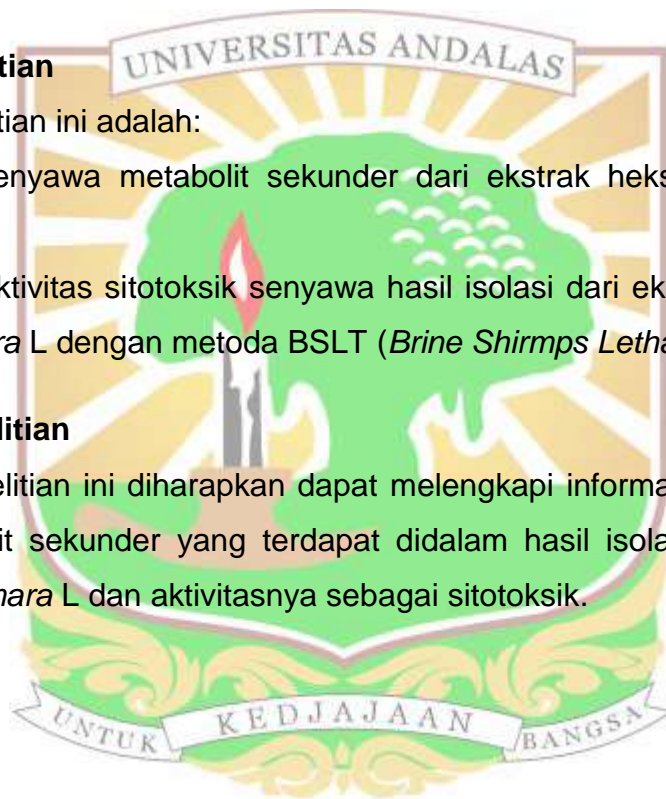 UNIVERSITAS ANDALAS
tian
tian ini adalah:
enyawa metabolit sekunder dari ekstrak heks
ktivitas sitotoksik senyawa hasil isolasi dari ek
ra L dengan metoda BSLT (Brine Shirmps Letha
litian
elitian ini diharapkan dapat melengkapi informa
it sekunder yang terdapat didalam hasil isola
mara L dan aktivitasnya sebagai sitotoksik.
UNTUK KEDJAJAAN BANGSA